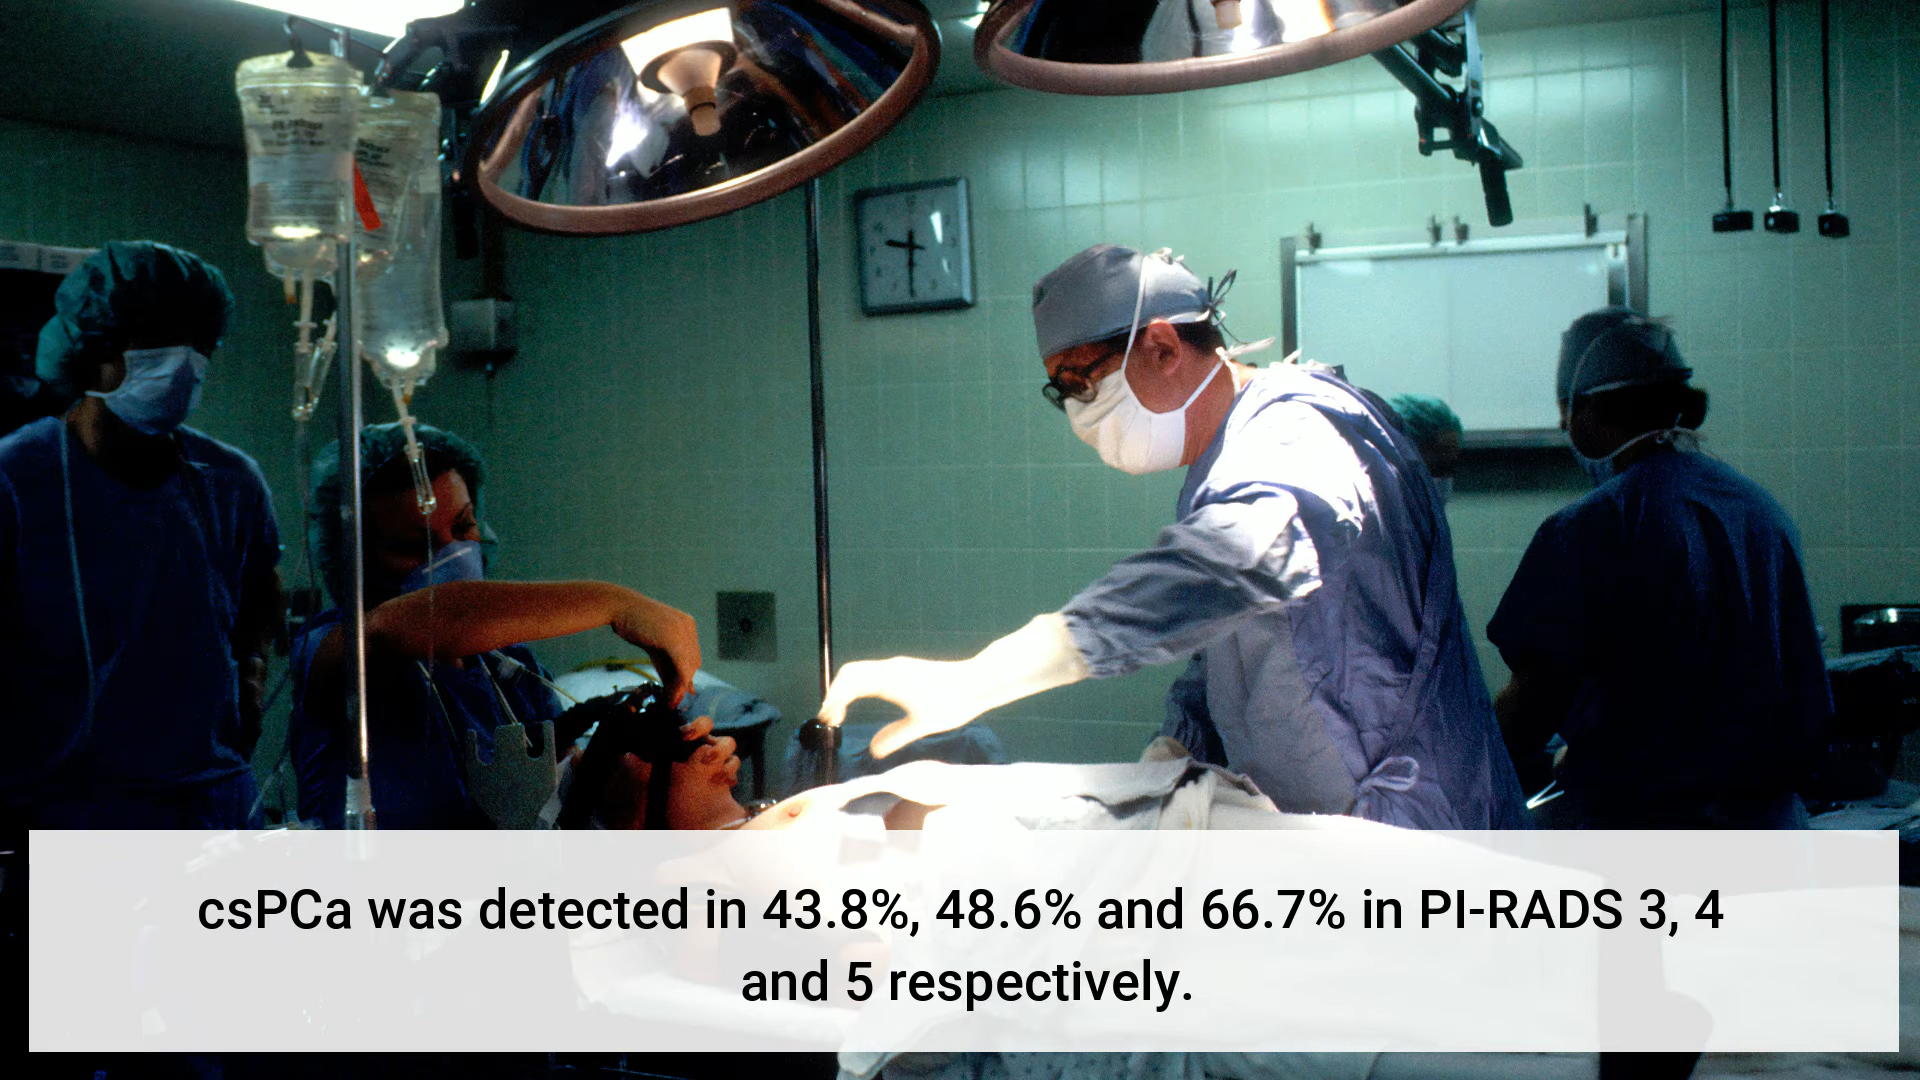 csPCa was detected in 43.8%, 48.6% and 66.7% in PI-RADS 3, 4
and 5 respectively.